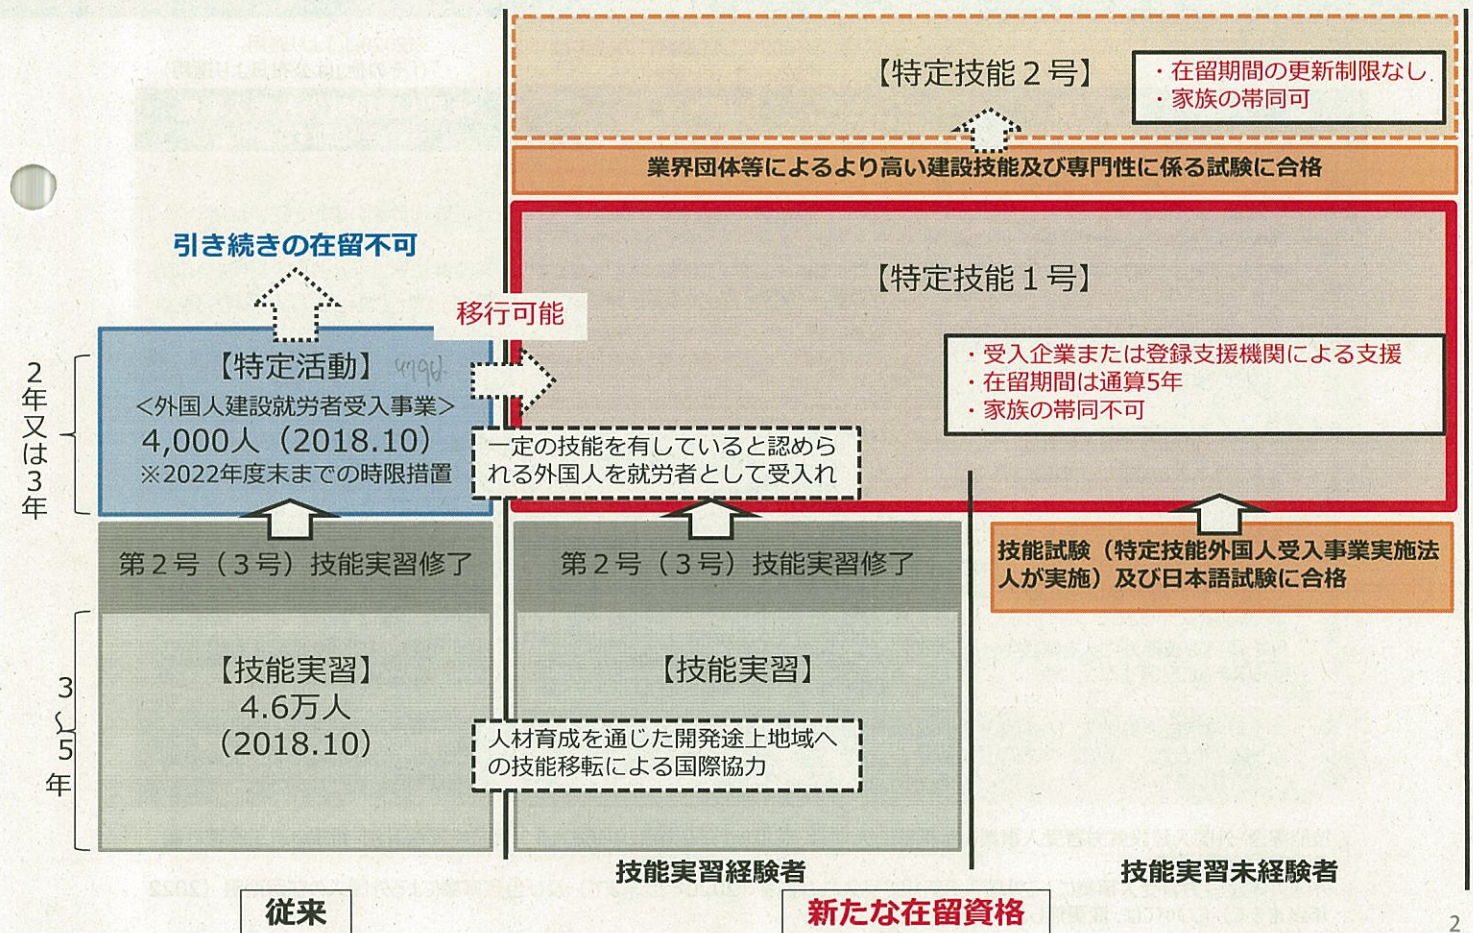 【特定技能２号】
・在留期間の更新制限なし
・家族の帯同可
業界団体等によるより高い建設技能及び専門性に係る試験に合格
引き続きの在留不可
【特定技能１号】
移行可能
・受入企業または登録支援機関による支援
・在留期間は通算5年
・家族の帯同不可
2年又は3年
【特定活動】
＜外国人建設就労者受入事業＞
4,000人（2018.10）
※2022年度末までの時限措置
一定の技能を有していると認めら
れる外国人を就労者として受入れ
第２号（３号）技能実習修了
第２号（３号）技能実習修了
技能試験（特定技能外国人受入事業実施法
人が実施）及び日本語試験に合格
3～5年
【技能実習】
4.6万人
（2018.10）
【技能実習】
人材育成を通じた開発途上地域へ
の技能移転による国際協力
技能実習経験者
技能実習未経験者
従来
新たな在留資格
2